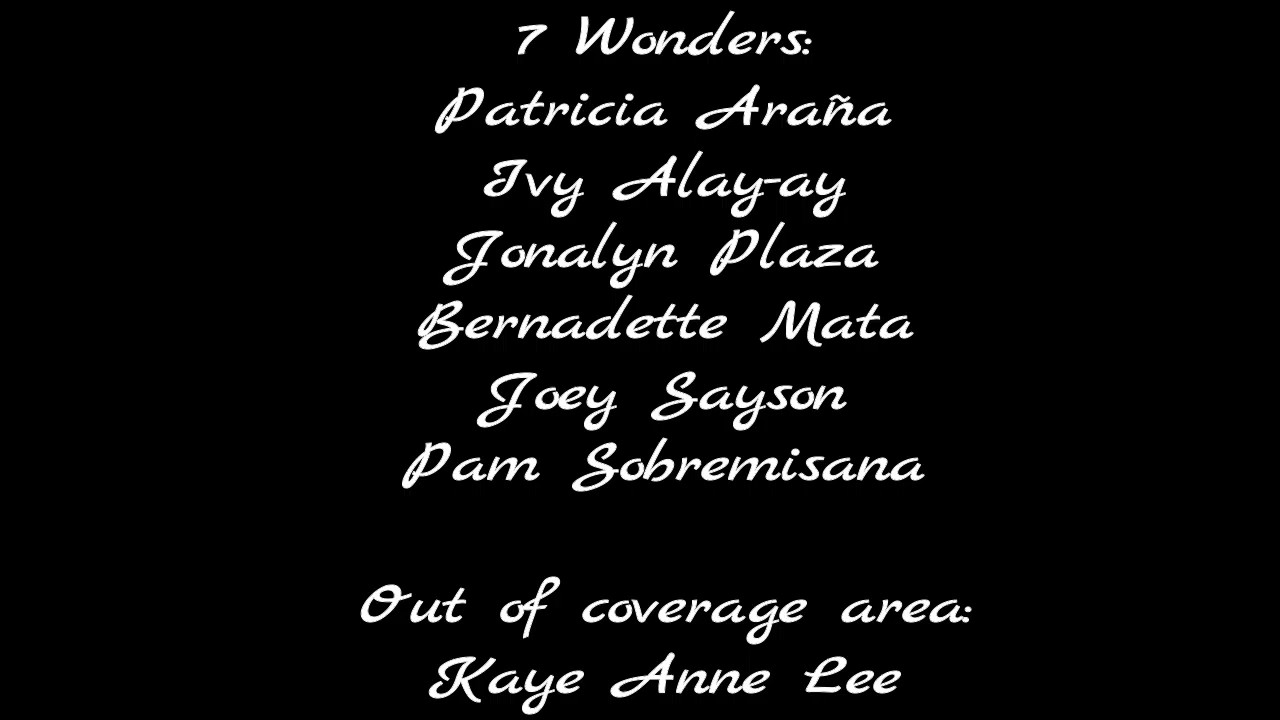 7 Wonders:
Patricia Araña
Ivy Alay-ay
Jonalyn Plaza
Bernadette Mata
Joey Sayson
Pam Sobremisana
Out of coverage area:
Kaye Anne Lee